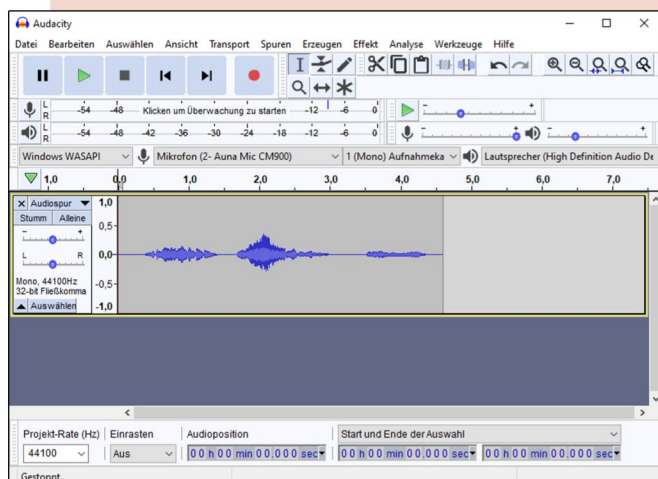 Audacity
Datei Bearbeiten Auswählen Ansicht Transport Spuren Erzeugen Effekt Analyse Werkzeuge Hilfe
L R -54 -48 Klicken um Überwachung zu starten -12 -6 0 - +
L R -54 -48 -42 -36 -30 -24 -18 -12 -6 0 - + - +
Windows WASAPI Mikrofon (2- Auna Mic CM900) 1 (Mono) Aufnahmeka Lautsprecher (High Definition Audio De
1,0 0,0 1,0 2,0 3,0 4,0 5,0 6,0 7,0
X Audiospur 1,0
Stumm Alleine
- + 0,5-
L R 0,0-
Mono, 44100Hz
32-bit Fließkomma -0,5-
Auswählen -1,0
Projekt-Rate (Hz) Einrasten Audioposition Start und Ende der Auswahl
44100 Aus 00 h 00 min 00,000 sec 00 h 00 min 00,000 sec 00 h 00 min 00,000 sec
Gestoppt.